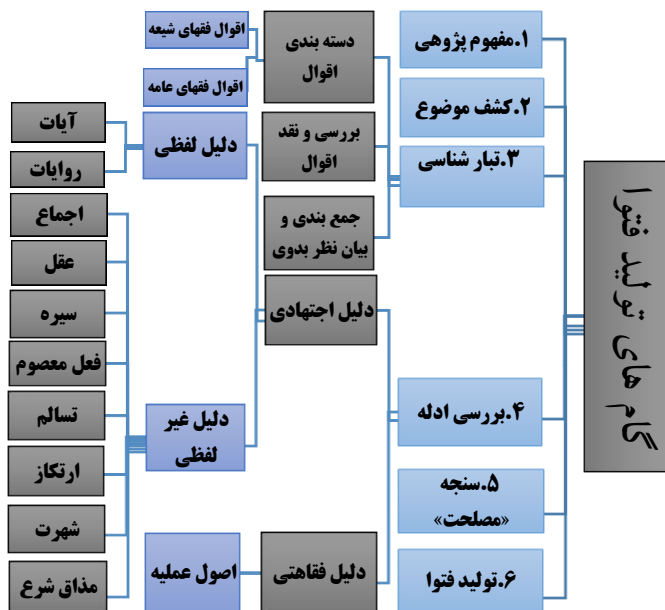 گام های تولید فتوا
۱.مفهوم پژوهی
۲.کشف موضوع
۳.تبار شناسی
دسته بندی
اقوال
اقوال فقهای شیعه
اقوال فقهای عامه
بررسی و نقد
اقوال
جمع بندی و
بیان نظر بدوی
۴.بررسی ادله
دلیل اجتهادی
دلیل لفظی
آیات
روایات
دلیل غیر
لفظی
اجماع
عقل
سیره
فعل معصوم
تسالم
ارتکاز
شهرت
مذاق شرع
دلیل فقاهتی
اصول عملیه
۵.سنجه
«مصلحت»
۶.تولید فتوا